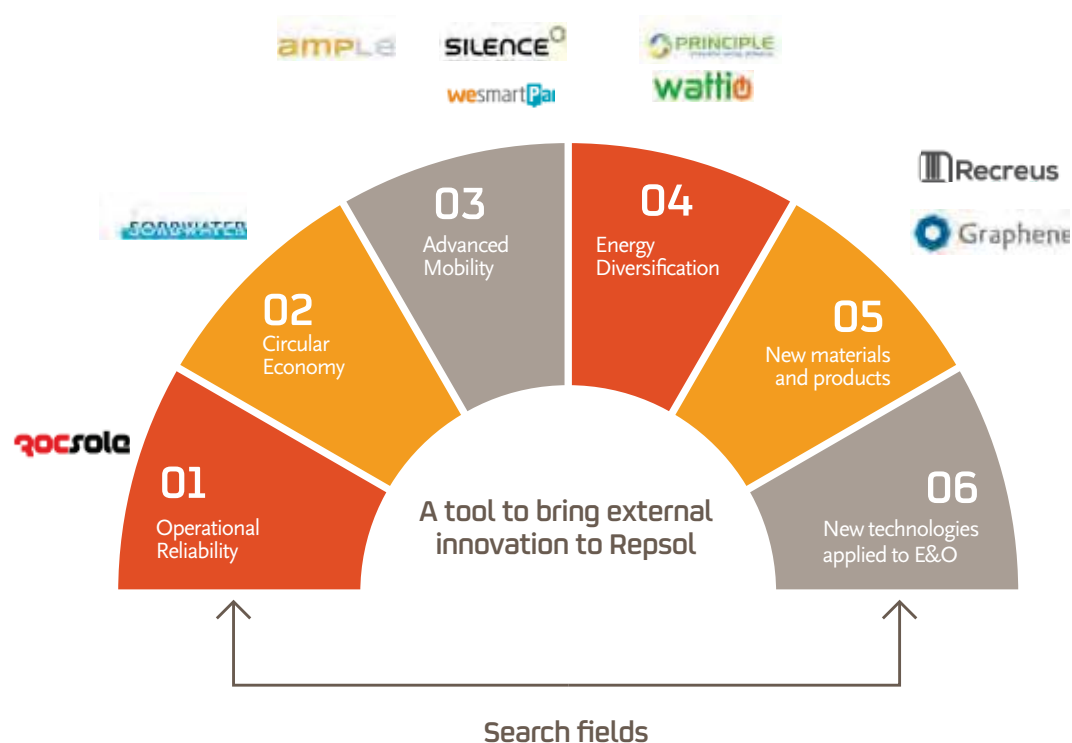 ample
SILENCE
PRINCIPLE
wesmartPar
wattio
Recreus
SORBWATER
Graphene
03
Advanced
Mobility
04
Energy
Diversification
02
Circular
Economy
05
New materials
and products
rocsole
01
Operational
Reliability
A tool to bring external
innovation to Repsol
06
New technologies
applied to E&O
Search fields